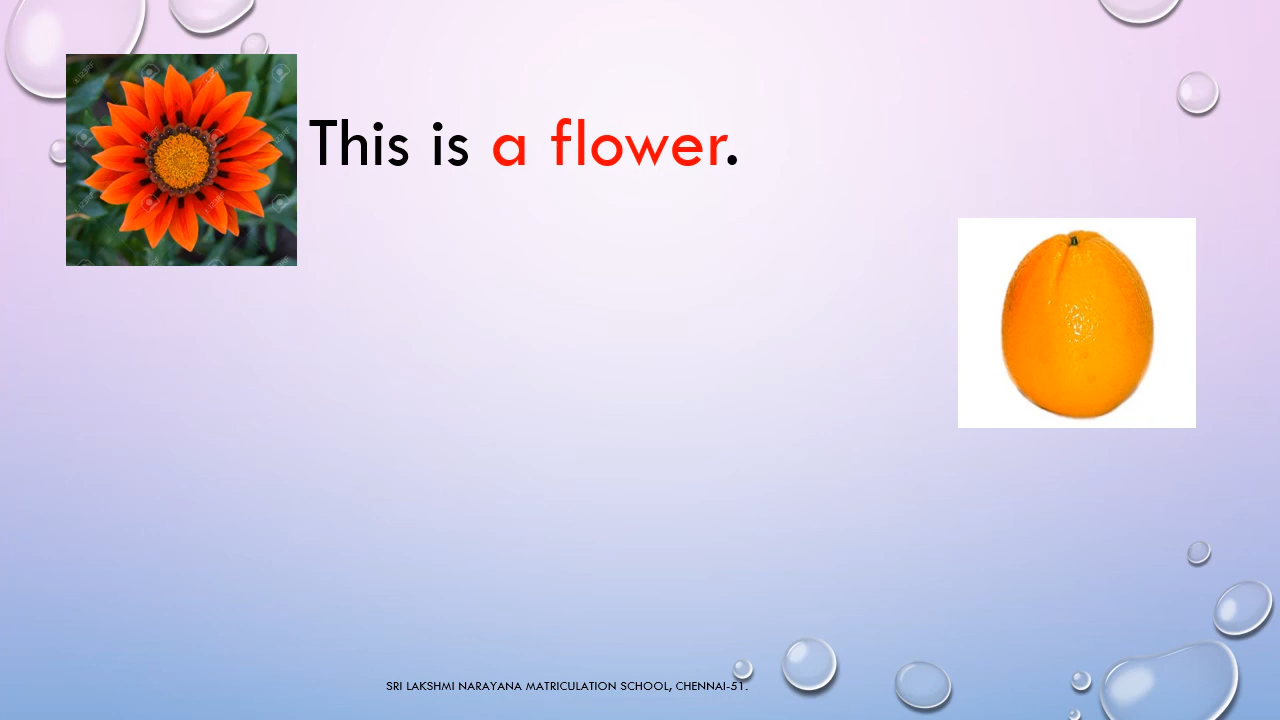 This is a flower.
SRI LAKSHMI NARAYANA MATRICULATION SCHOOL, CHENNAI-51.